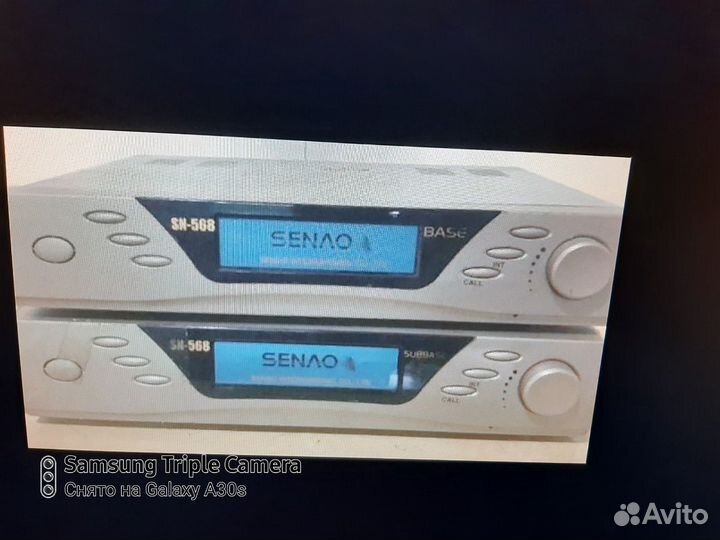 SN-568
SENAO
BASE
INT
CALL
SN-568
SENAO
SUBBASE
INT
CALL
Samsung Triple Camera
Снято на Galaxy A30s
Avito